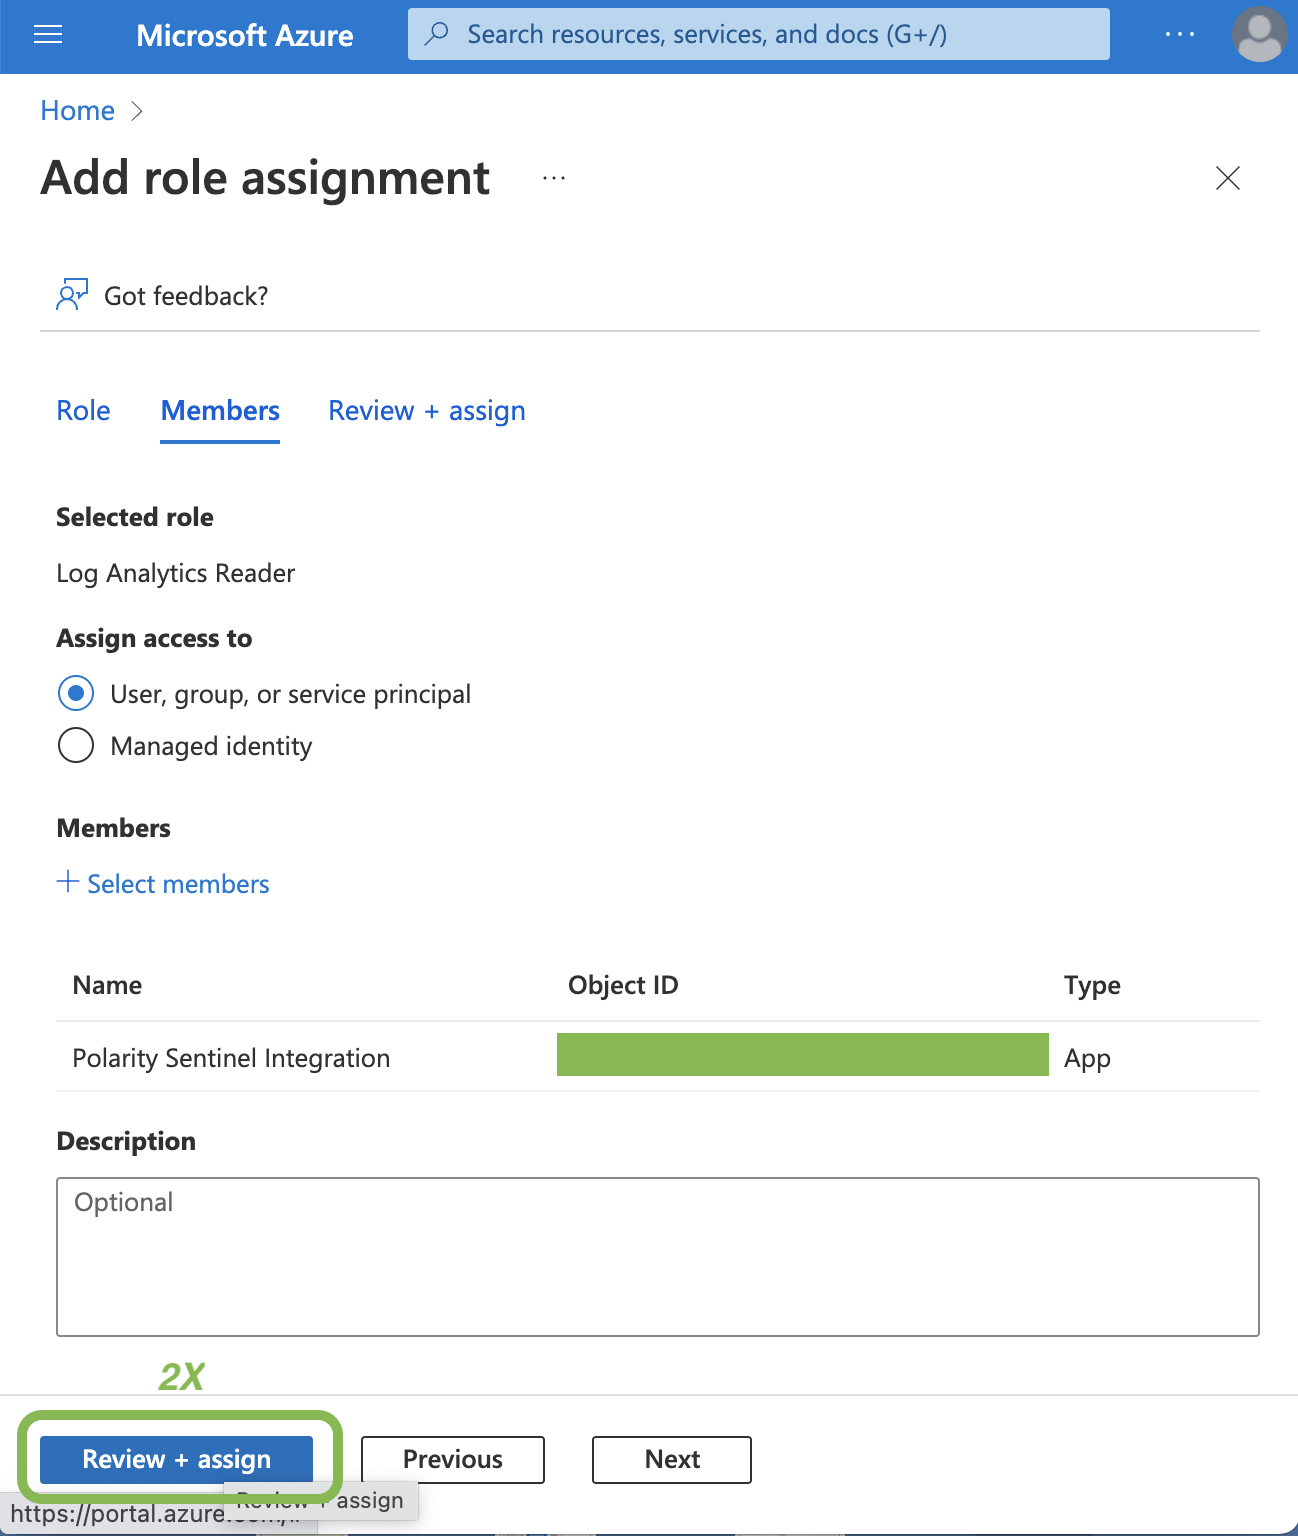 Microsoft Azure
Search resources, services, and docs (G+/)
Home
Add role assignment
Got feedback?
Role Members Review + assign
Selected role
Log Analytics Reader
Assign access to
User, group, or service principal
Managed identity
Members
+ Select members
Name Object ID Type
Polarity Sentinel Integration App
Description
Optional
2X
Review + assign Previous Next
Review + assign
https://portal.azure.com/#